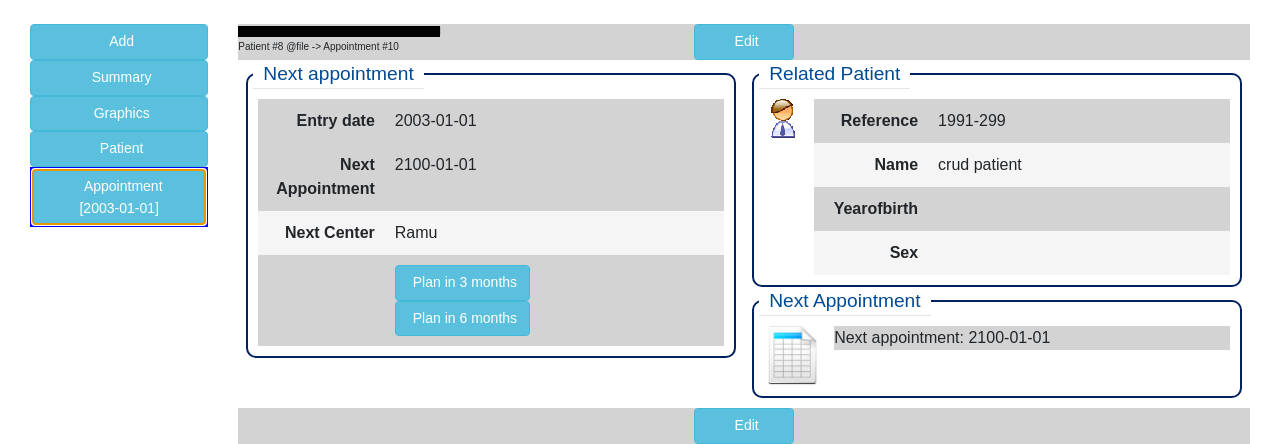 Add
Summary
Graphics
Patient
Appointment
[2003-01-01]
Patient #8 @file -> Appointment #10
Edit
Next appointment
Entry date 2003-01-01
Next Appointment 2100-01-01
Next Center Ramu
Plan in 3 months
Plan in 6 months
Related Patient
Reference 1991-299
Name crud patient
Yearofbirth
Sex
Next Appointment
Next appointment: 2100-01-01
Edit